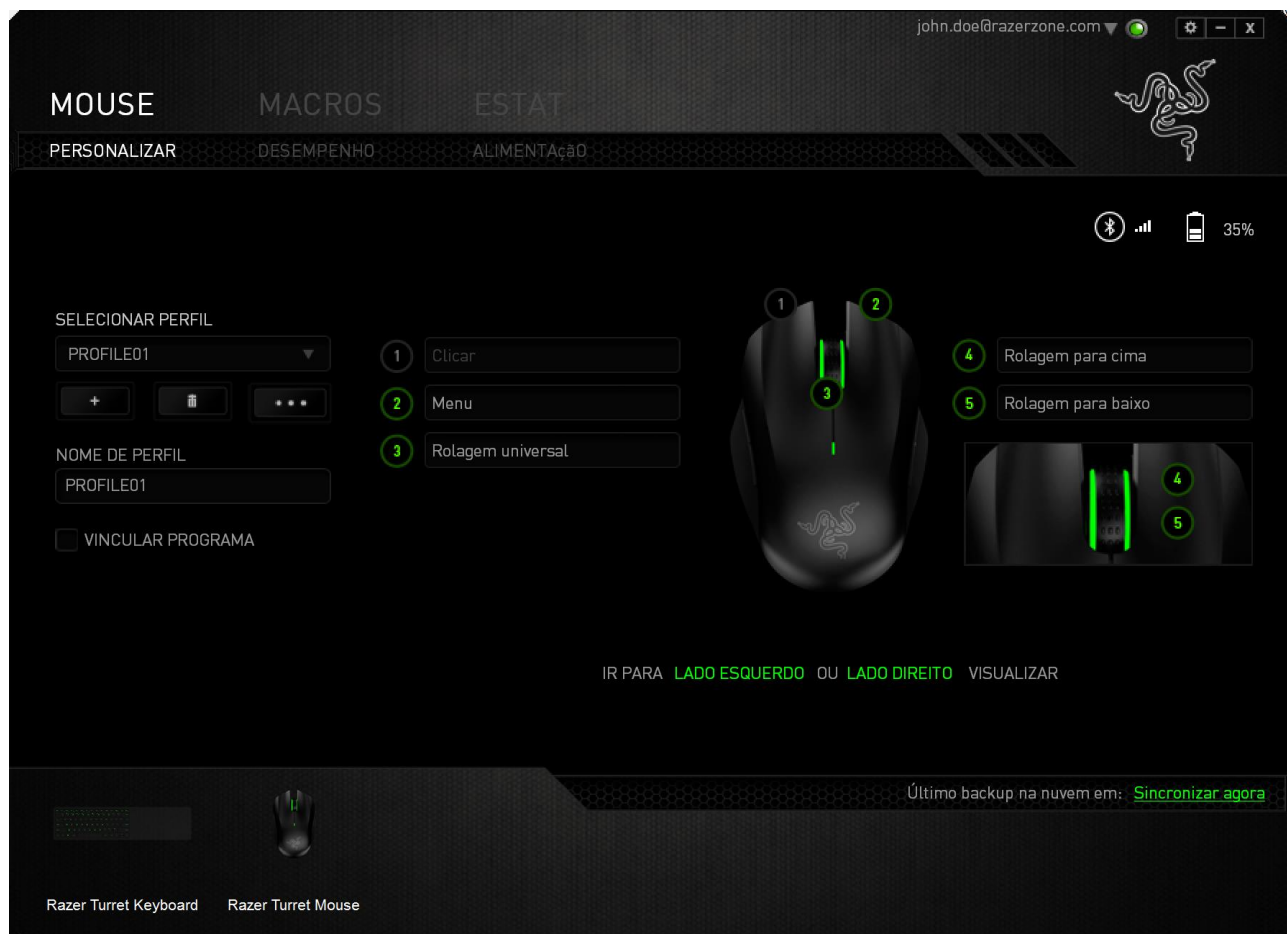 john.doe@razerzone.com
MOUSE MACROS ESTAT
PERSONALIZAR DESEMPENHO ALIMENTAção
35%
SELECIONAR PERFIL
PROFILE01
NOME DE PERFIL
PROFILE01
VINCULAR PROGRAMA
1 Clicar
2 Menu
3 Rolagem universal
1 2
3
4 Rolagem para cima
5 Rolagem para baixo
4
5
IR PARA LADO ESQUERDO OU LADO DIREITO VISUALIZAR
Último backup na nuvem em: Sincronizar agora
Razer Turret Keyboard Razer Turret Mouse